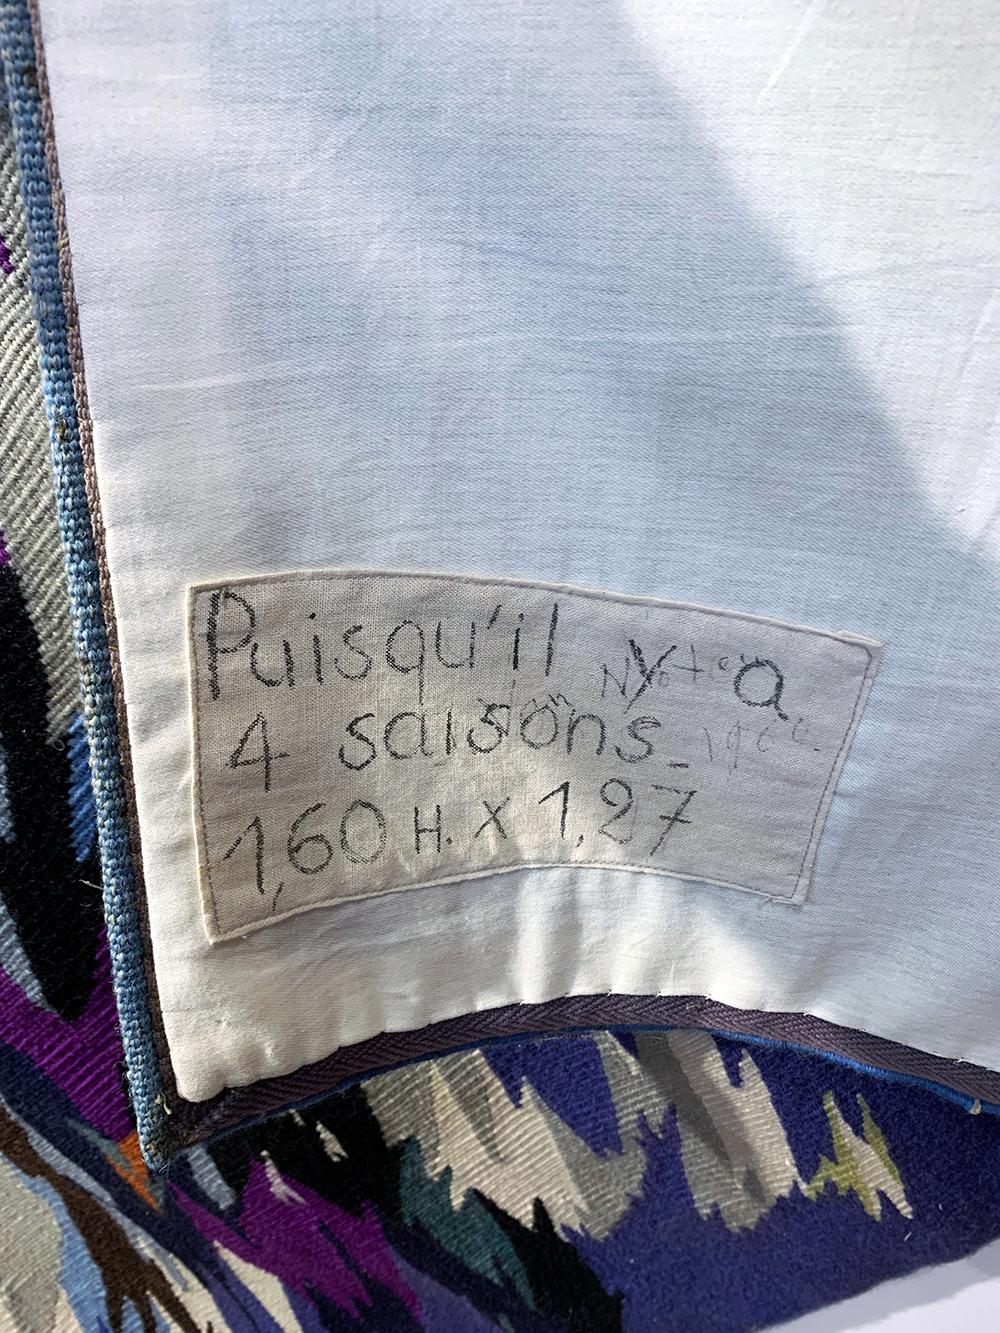 Puisqu'il y a
4 saisons
1,60 H. X 1.27